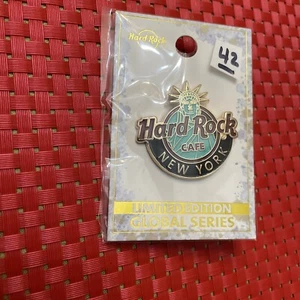 Hard Rock
42
Hard Rock
CAFE
NEW YORK
LIMITED EDITION
GLOBAL SERIES